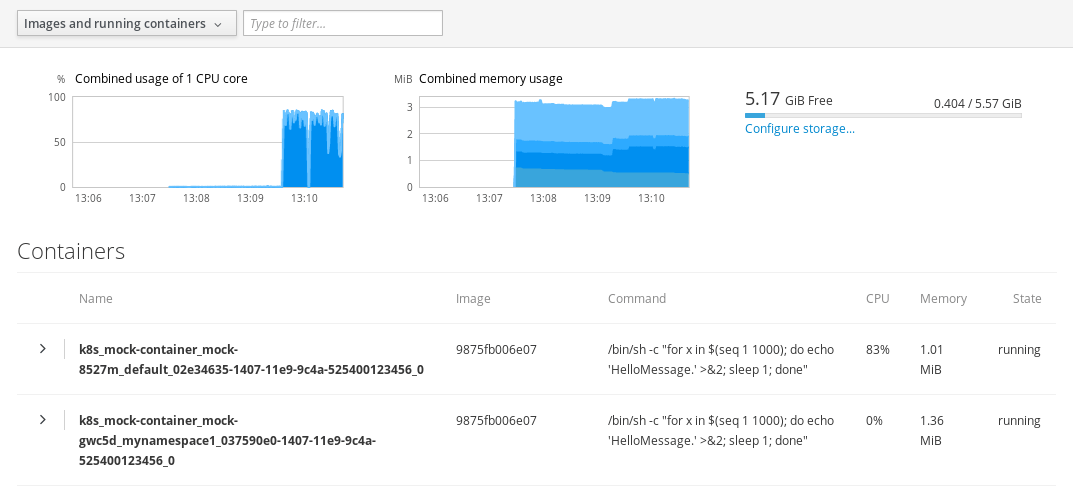 Images and running containers
Type to filter...
% Combined usage of 1 CPU core
100
50
0
13:06 13:07 13:08 13:09 13:10
MiB Combined memory usage
3
2
1
0
13:06 13:07 13:08 13:09 13:10
5.17 GiB Free
0.404 / 5.57 GiB
Configure storage...
Containers
Name Image Command CPU Memory State
k8s_mock-container_mock-
8527m_default_02e34635-1407-11e9-9c4a-525400123456_0
9875fb006e07
/bin/sh -c "for x in $(seq 1 1000); do echo
'HelloMessage.' >&2; sleep 1; done"
83%
1.01
MiB
running
k8s_mock-container_mock-
gwc5d_mynamespace1_037590e0-1407-11e9-9c4a-
525400123456_0
9875fb006e07
/bin/sh -c "for x in $(seq 1 1000); do echo
'HelloMessage.' >&2; sleep 1; done"
0%
1.36
MiB
running